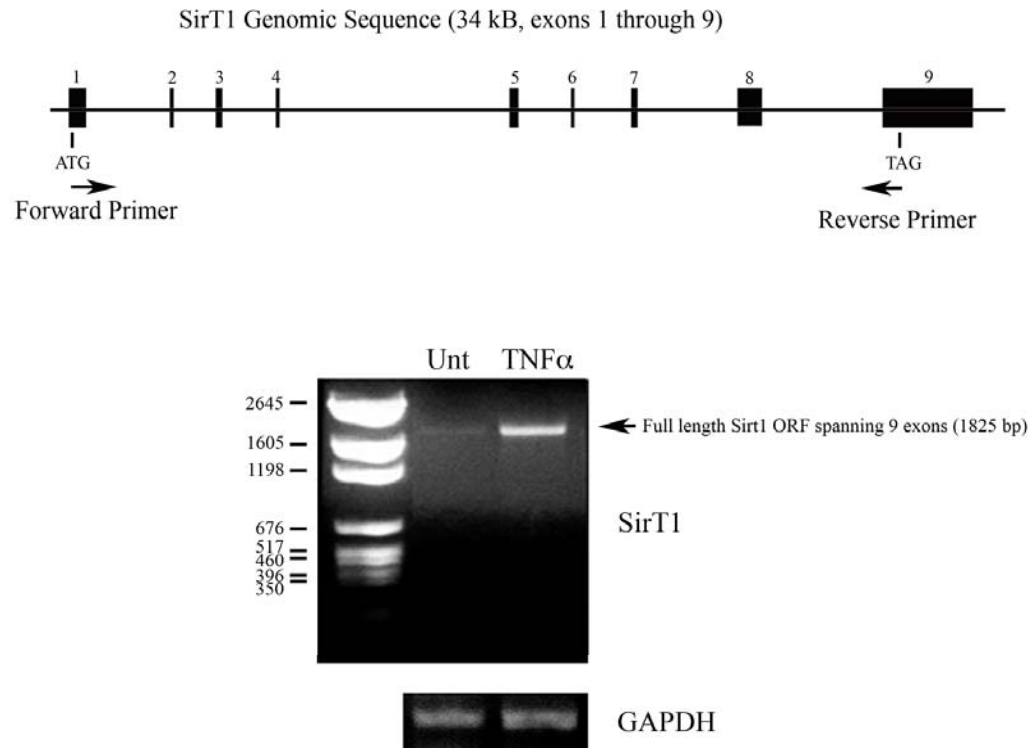 SirT1 Genomic Sequence (34 kB, exons 1 through 9)
1 2 3 4 5 6 7 8 9
ATG TAG
Forward Primer Reverse Primer
Unt TNFα
2645
Full length Sirt1 ORF spanning 9 exons (1825 bp)
1605
1198
SirT1
676
517
460
396
350
GAPDH